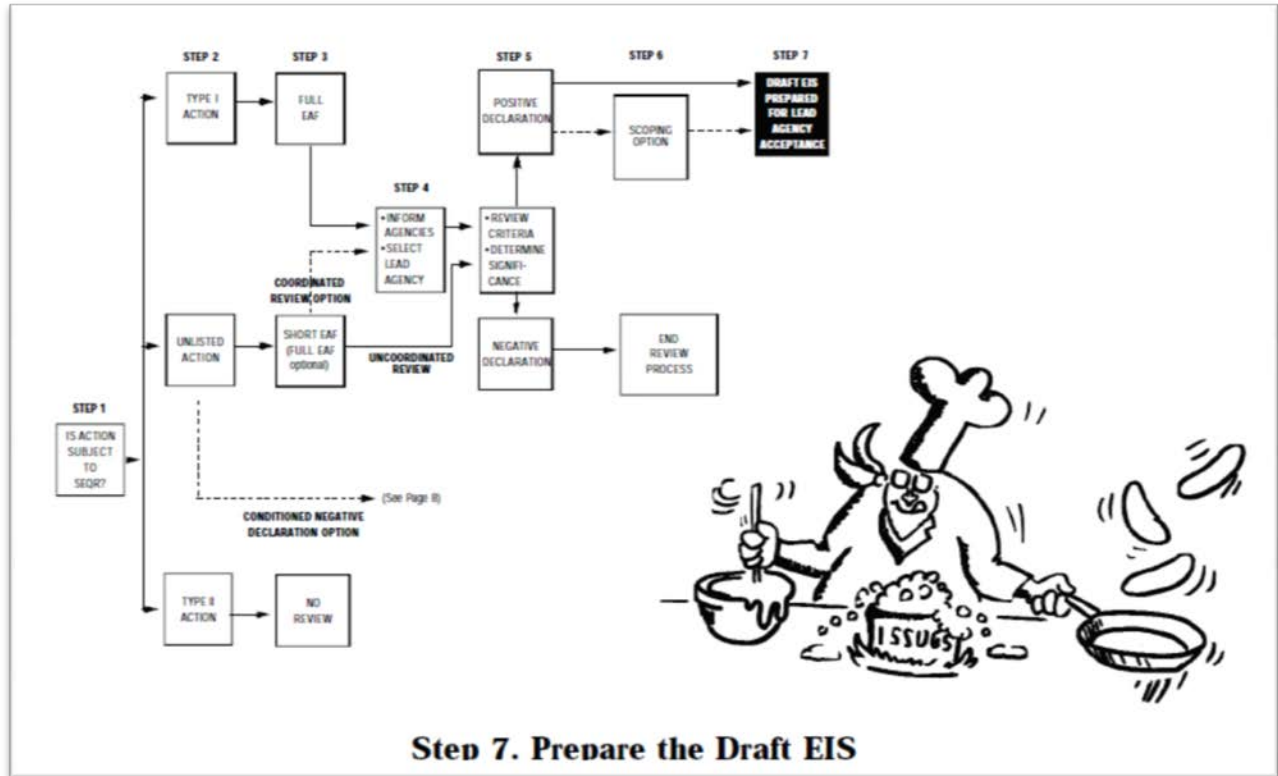 STEP 2
STEP 3
STEP 5
STEP 6
STEP 7
TYPE I
ACTION
FULL
EAF
POSITIVE
DECLARATION
SCOPING
OPTION
DRAFT EIS
PREPARED
FOR LEAD
AGENCY
ACCEPTANCE
STEP 4
•INFORM
AGENCIES
•SELECT
LEAD
AGENCY
•REVIEW
CRITERIA
•DETERMINE
SIGNIFI-
CANCE
COORDINATED
REVIEW OPTION
UNLISTED
ACTION
SHORT EAF
(FULL EAF
optional)
UNCOORDINATED
REVIEW
NEGATIVE
DECLARATION
END
REVIEW
PROCESS
STEP 1
IS ACTION
SUBJECT
TO
SEQR?
(See Page 8)
CONDITIONED NEGATIVE
DECLARATION OPTION
TYPE II
ACTION
NO
REVIEW
ISSUES
Step 7. Prepare the Draft EIS